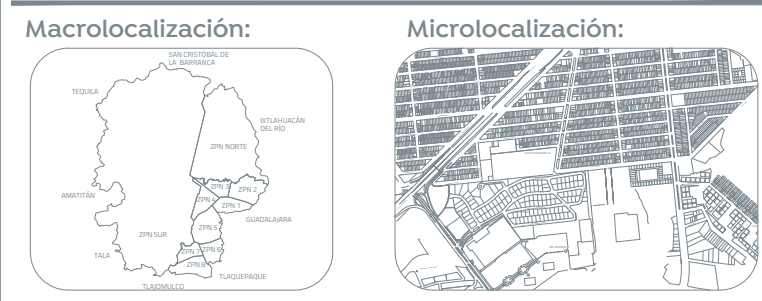 Macrolocalización:
Microlocalización:
SAN CRISTÓBAL DE
LA BARRANCA
TEQUILA
IXTLAHUACÁN
DEL RÍO
ZPN NORTE
ZPN 3
ZPN 2
AMATITÁN
ZPN 4
ZPN 1
GUADALAJARA
ZPN 5
ZPN SUR
ZPN 7
ZPN 6
TALA
ZPN 8
TLAQUEPAQUE
TLAJOMULCO